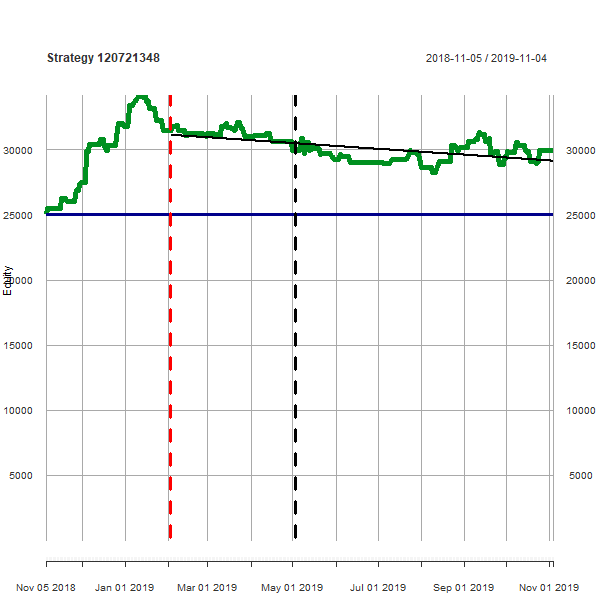 Strategy 120721348
2018-11-05 / 2019-11-04
30000
30000
25000
25000
Equity
20000
20000
15000
15000
10000
10000
5000
5000
Nov 05 2018
Jan 01 2019
Mar 01 2019
May 01 2019
Jul 01 2019
Sep 01 2019
Nov 01 2019